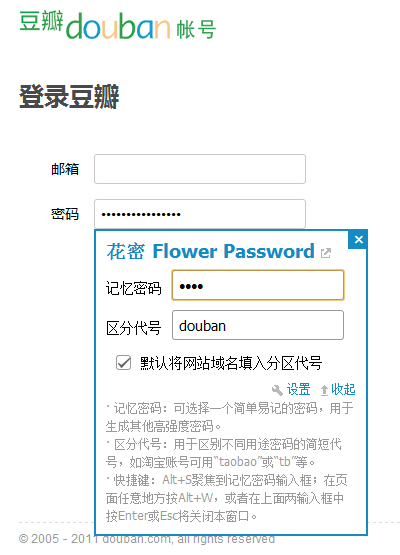 豆瓣douban 帐号
登录豆瓣
邮箱
密码 ••••••••••••••••
花密 Flower Password
记忆密码 ••••
区分代号 douban
默认将网站域名填入分区代号
设置 收起
· 记忆密码：可选择一个简单易记的密码，用于
生成其他高强度密码。
· 区分代号：用于区别不同用途密码的简短代
号，如淘宝账号可用“taobao”或“tb”等。
· 快捷键：Alt+S聚焦到记忆密码输入框；在页
面任意地方按Alt+W，或者在上面两输入框中
按Enter或Esc将关闭本窗口。
© 2005－2011 douban.com, all rights reserved